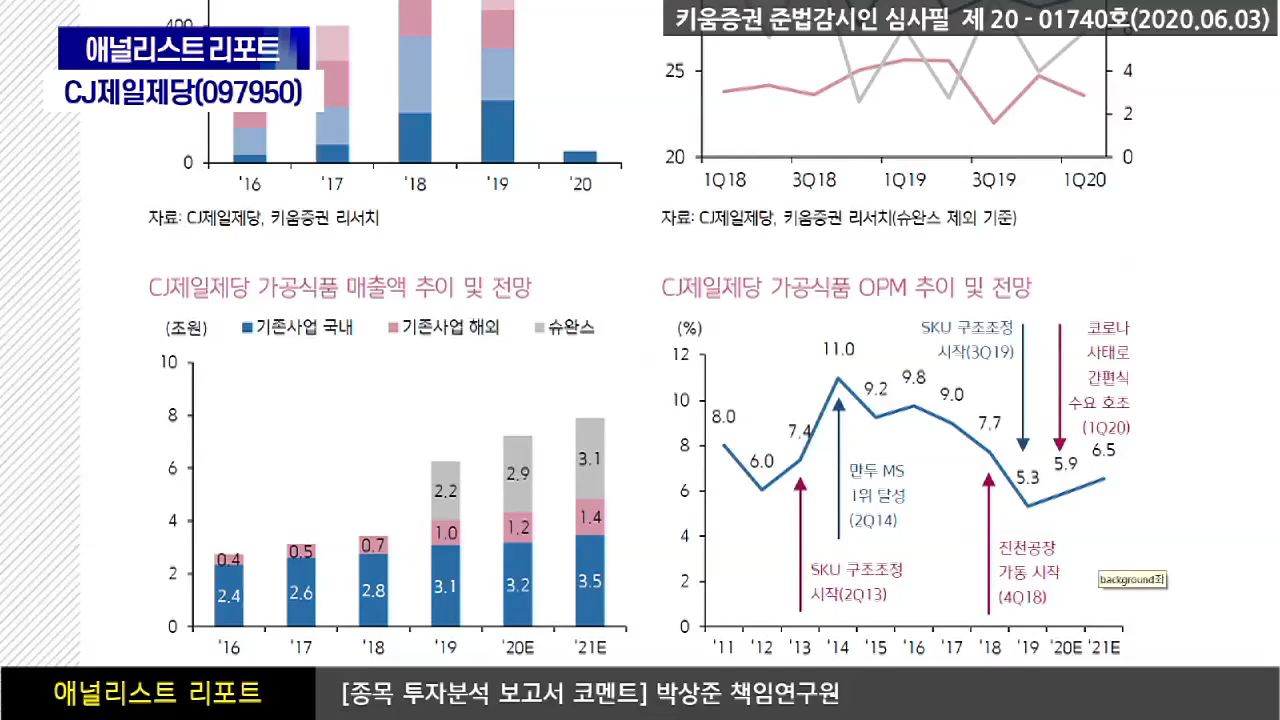 키움증권 준법감시인 심사필 제 20 - 01740호(2020.06.03)
애널리스트 리포트
CJ제일제당(097950)
400
0
'16 '17 '18 '19 '20
자료: CJ제일제당, 키움증권 리서치
25
20
6
4
2
0
1Q18 3Q18 1Q19 3Q19 1Q20
자료: CJ제일제당, 키움증권 리서치(슈완스 제외 기준)
CJ제일제당 가공식품 매출액 추이 및 전망
(조원) 기존사업 국내 기존사업 해외 슈완스
10
8
6
4
2
0
0.4
2.4
0.5
2.6
0.7
2.8
2.2
1.0
3.1
2.9
1.2
3.2
3.1
1.4
3.5
'16 '17 '18 '19 '20E '21E
CJ제일제당 가공식품 OPM 추이 및 전망
(%)
12
10
8
6
4
2
0
8.0
6.0
7.4
11.0
9.2
9.8
9.0
7.7
5.3
5.9
6.5
SKU 구조조정
시작(3Q19)
코로나
사태로
간편식
수요 호조
(1Q20)
만두 MS
1위 달성
(2Q14)
SKU 구조조정
시작(2Q13)
진천공장
가동 시작
(4Q18)
background좌
'11 '12 '13 '14 '15 '16 '17 '18 '19 '20E '21E
애널리스트 리포트
[종목 투자분석 보고서 코멘트] 박상준 책임연구원